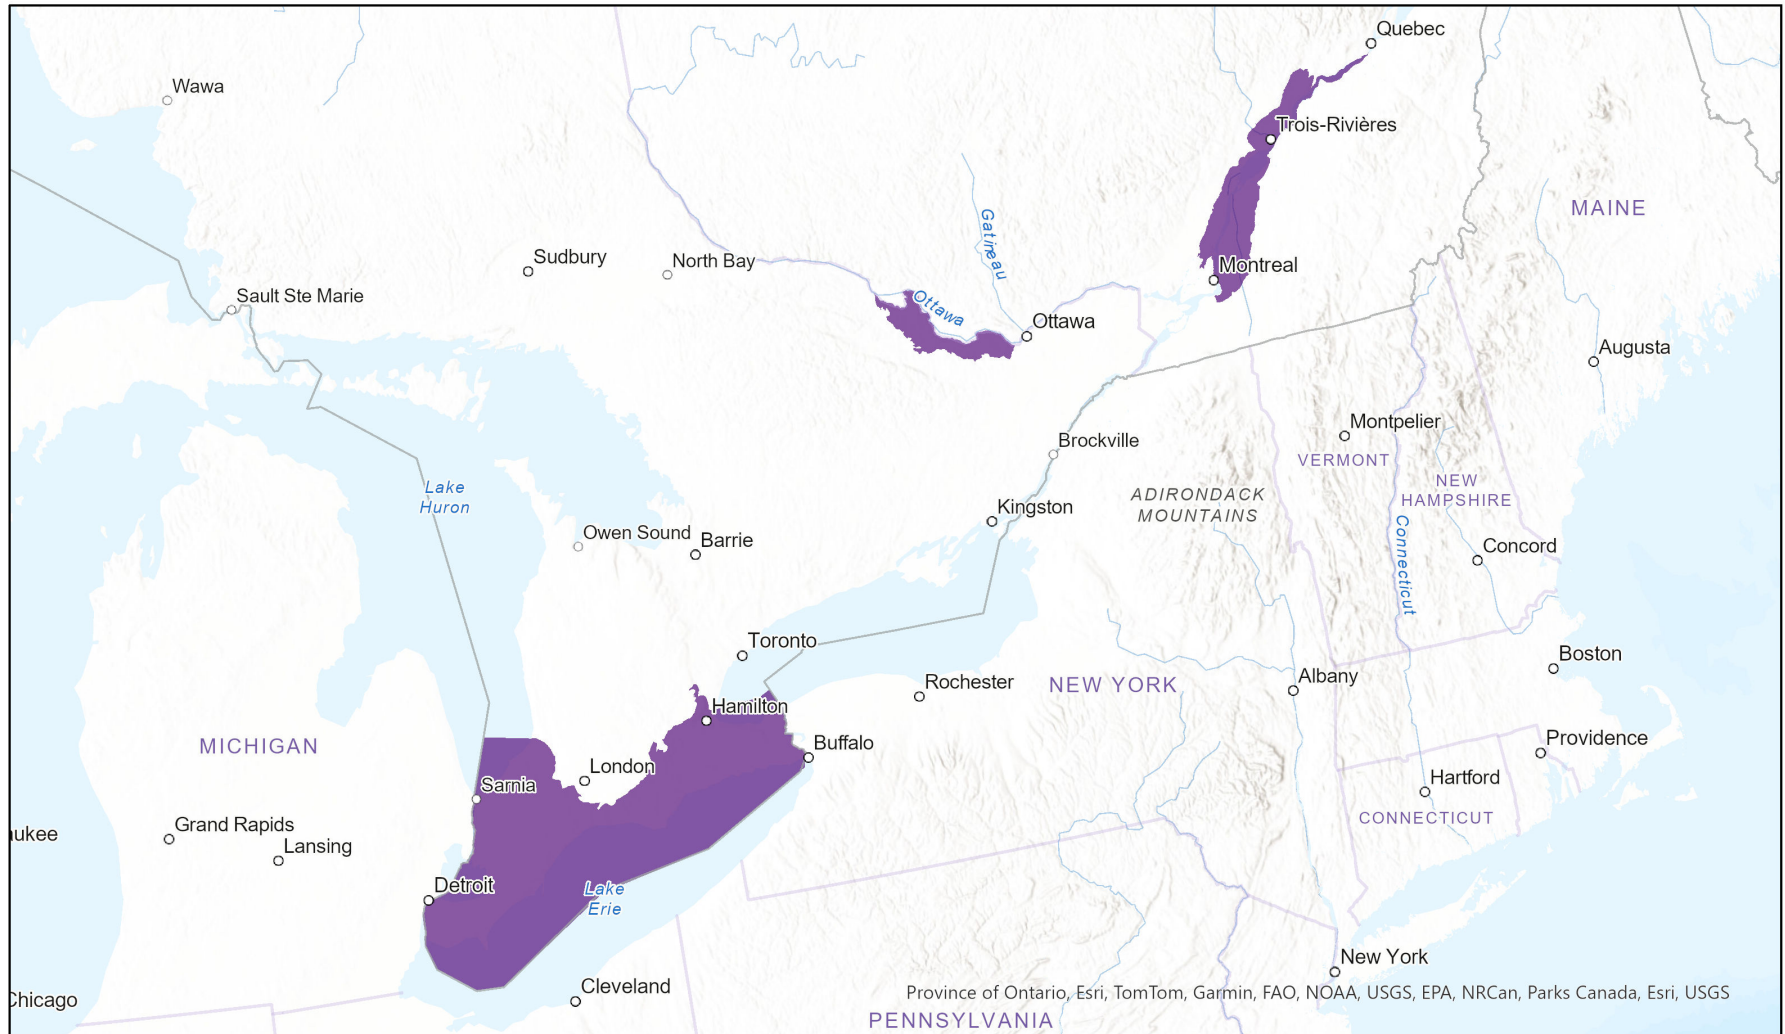 Quebec
Wawa
Trois-Rivières
MAINE
Gatineau
Sudbury
North Bay
Montreal
Sault Ste Marie
Ottawa
Ottawa
Augusta
Montpelier
Brockville
VERMONT
Lake
Huron
NEW
HAMPSHIRE
ADIRONDACK
MOUNTAINS
Kingston
Owen Sound
Barrie
Connecticut
Concord
Toronto
Boston
Rochester
NEW YORK
Albany
Hamilton
MICHIGAN
Buffalo
Providence
London
Sarnia
Hartford
CONNECTICUT
Grand Rapids
aukee
Lansing
Detroit
Lake
Erie
New York
Cleveland
Chicago
Province of Ontario, Esri, TomTom, Garmin, FAO, NOAA, USGS, EPA, NRCan, Parks Canada, Esri, USGS
PENNSYLVANIA